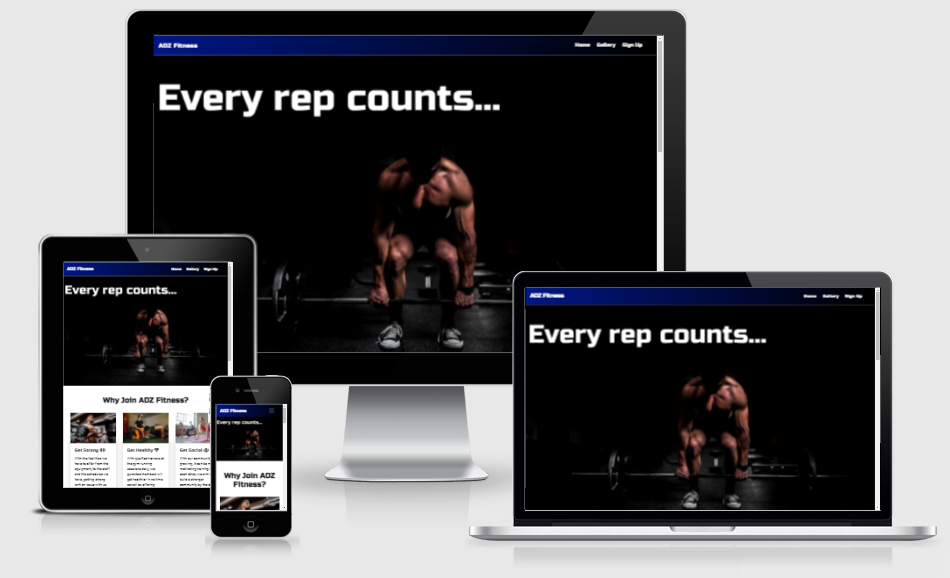 ADZ Fitness
Home Gallery Sign Up
Every rep counts...
ADZ Fitness
Home Gallery Sign Up
Every rep counts...
Why Join ADZ Fitness?
Get Strong
Get Healthy
Get Social
ADZ Fitness
Every rep counts...
Why Join ADZ
Fitness?
ADZ Fitness
Home Gallery Sign Up
Every rep counts...